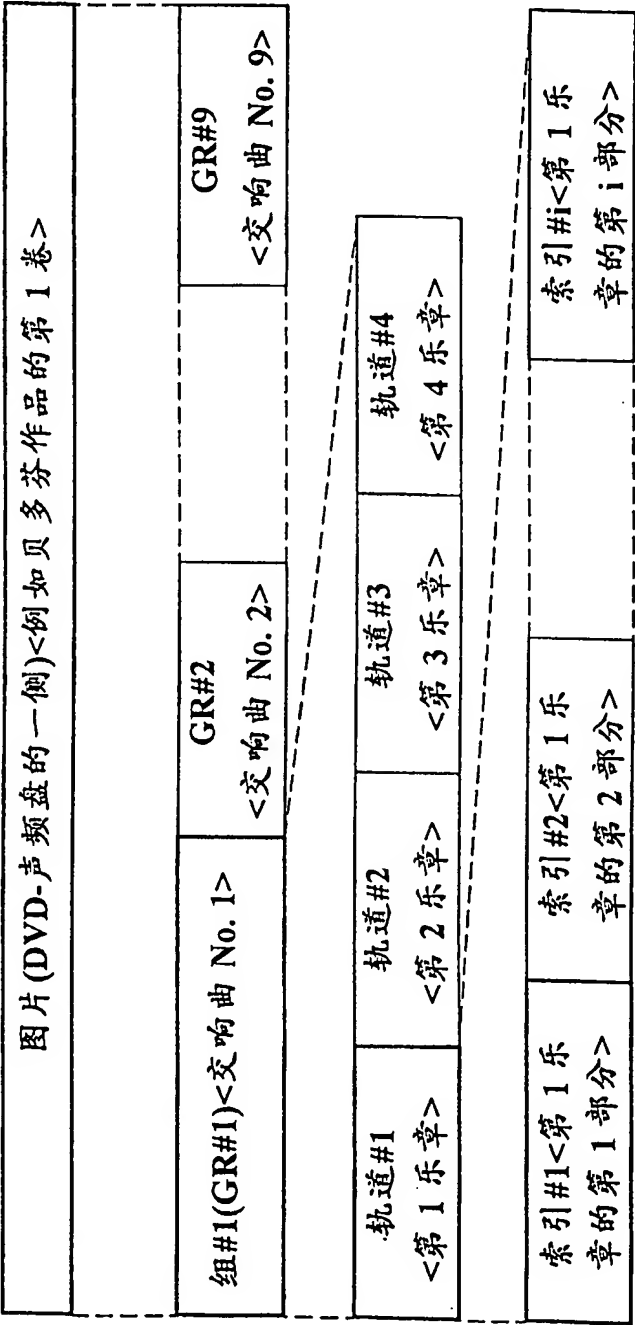 图片(DVD-声频盘的一侧)<例如贝多芬作品的第 1 卷>
组#1(GR#1)<交响曲 No. 1>
GR#2
<交响曲 No. 2>
GR#9
<交响曲 No. 9>
轨道#1
<第 1 乐章>
轨道#2
<第 2 乐章>
轨道#3
<第 3 乐章>
轨道#4
<第 4 乐章>
索引#1<第 1 乐
章的第 1 部分>
索引#2<第 1 乐
章的第 2 部分>
索引#i<第 1 乐
章的第 i 部分>